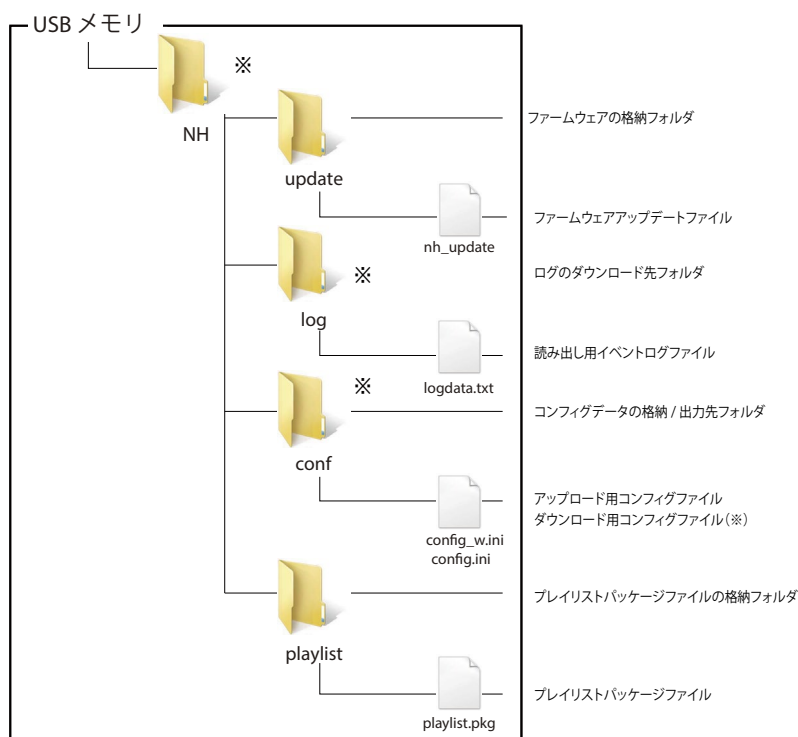 USB メモリ
※
NH
ファームウェアの格納フォルダ
update
ファームウェアアップデートファイル
nh_update
※
ログのダウンロード先フォルダ
log
読み出し用イベントログファイル
logdata.txt
※
コンフィグデータの格納 / 出力先フォルダ
conf
アップロード用コンフィグファイル
ダウンロード用コンフィグファイル（※）
config_w.ini
config.ini
プレイリストパッケージファイルの格納フォルダ
playlist
プレイリストパッケージファイル
playlist.pkg